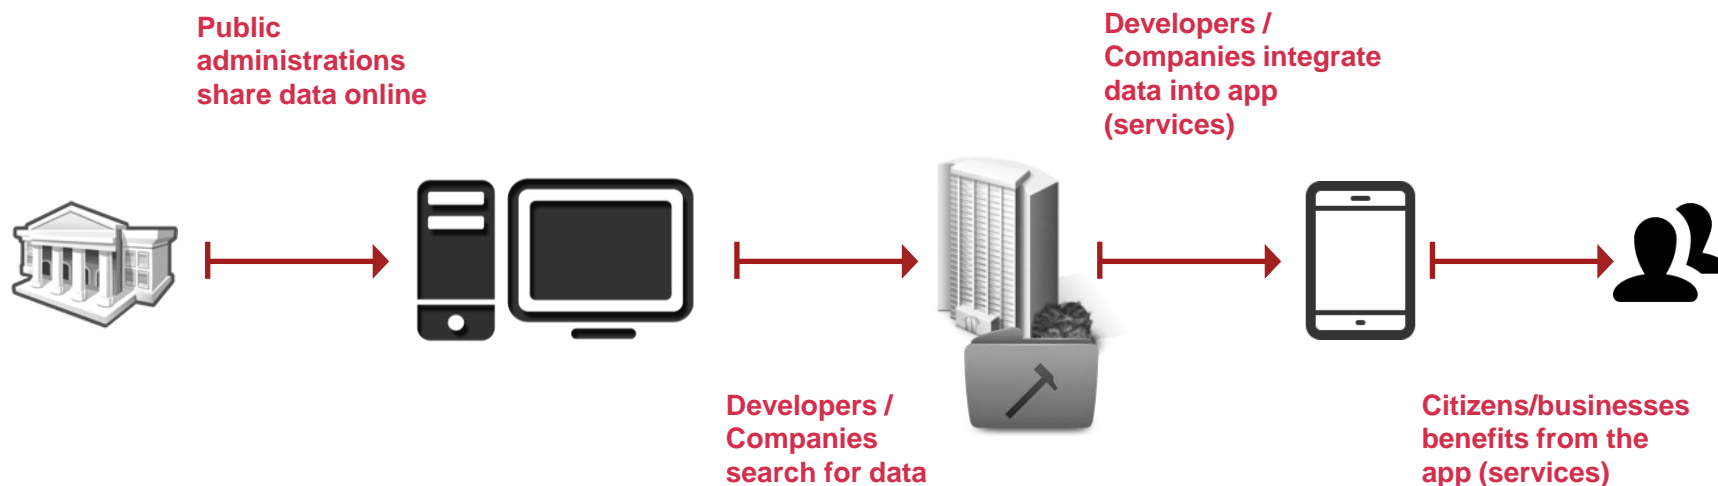 Public
administrations
share data online
Developers /
Companies
search for data
Developers /
Companies integrate
data into app
(services)
Citizens/businesses
benefits from the
app (services)